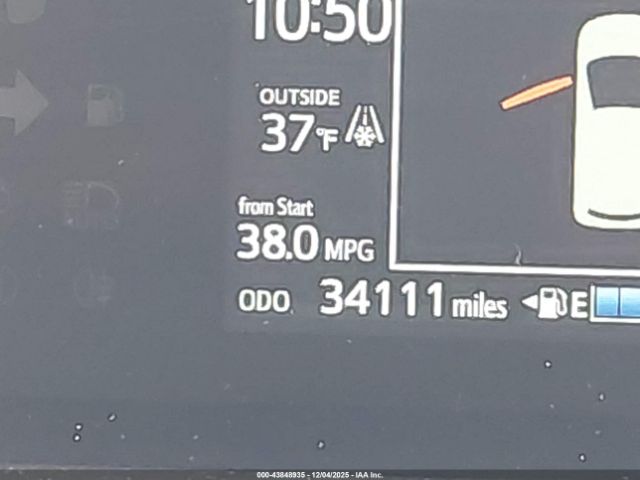 10:50
OUTSIDE
37°F
from Start
38.0 MPG
ODO 34111 miles E
000-43848935 - 12/04/2025 - IAA Inc.